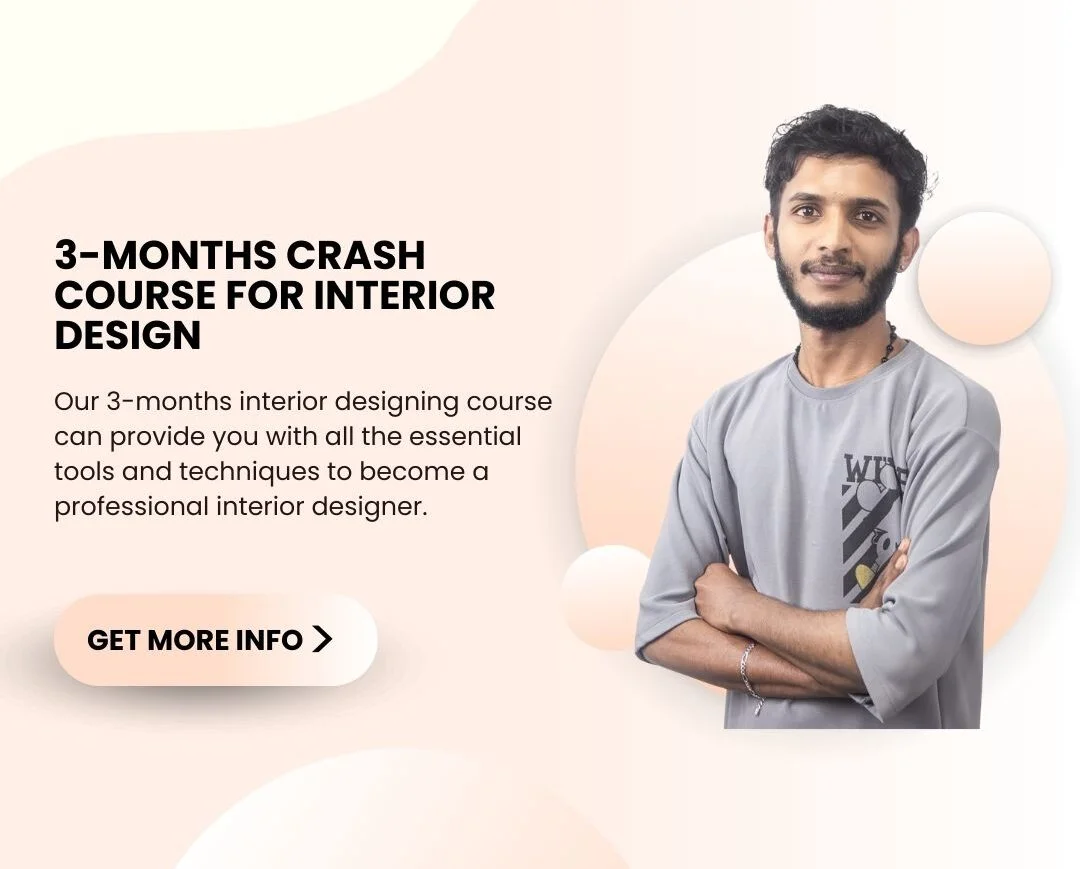 3-MONTHS CRASH
COURSE FOR INTERIOR
DESIGN
Our 3-months interior designing course
can provide you with all the essential
tools and techniques to become a
professional interior designer.
GET MORE INFO